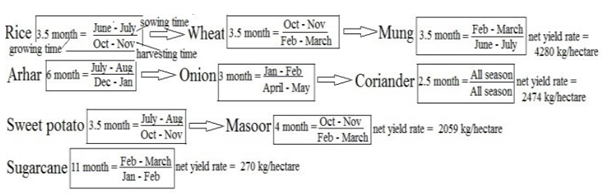 sowing time
Rice 3.5 month = June - July / Oct - Nov Wheat 3.5 month = Oct - Nov / Feb - March Mung 3.5 month = Feb - March / June - July net yield rate = 4280 kg/hectare
growing time harvesting time
Arhar 6 month = July - Aug / Dec - Jan Onion 3 month = Jan - Feb / April - May Coriander 2.5 month = All season / All season net yield rate = 2474 kg/hectare
Sweet potato 3.5 month = July - Aug / Oct - Nov Masoor 4 month = Oct - Nov / Feb - March net yield rate = 2059 kg/hectare
Sugarcane 11 month = Feb - March / Jan - Feb net yield rate = 270 kg/hectare